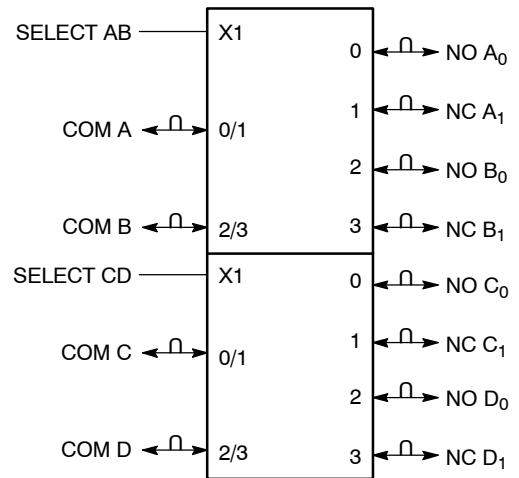 SELECT AB X1
0 NO A0
1 NC A1
COM A 0/1
2 NO B0
COM B 2/3 3 NC B1
SELECT CD X1
0 NO C0
1 NC C1
COM C 0/1
2 NO D0
COM D 2/3 3 NC D1